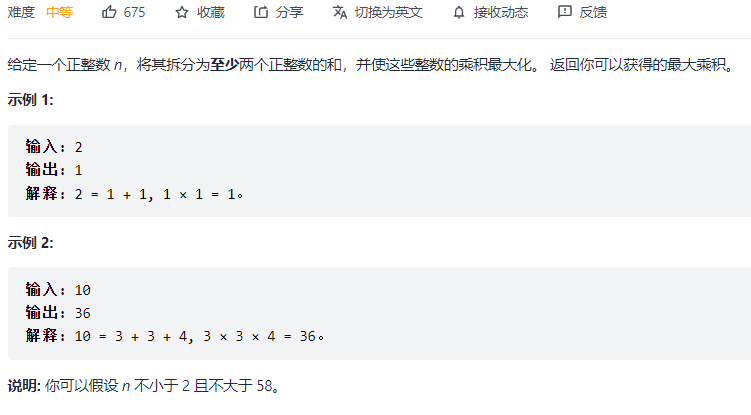 难度 中等 675 收藏 分享 切换为英文 接收动态 反馈
给定一个正整数 n，将其拆分为至少两个正整数的和，并使这些整数的乘积最大化。 返回你可以获得的最大乘积。
示例 1:
输入: 2
输出: 1
解释: 2 = 1 + 1, 1 × 1 = 1。
示例 2:
输入: 10
输出: 36
解释: 10 = 3 + 3 + 4, 3 × 3 × 4 = 36。
说明: 你可以假设 n 不小于 2 且不大于 58。